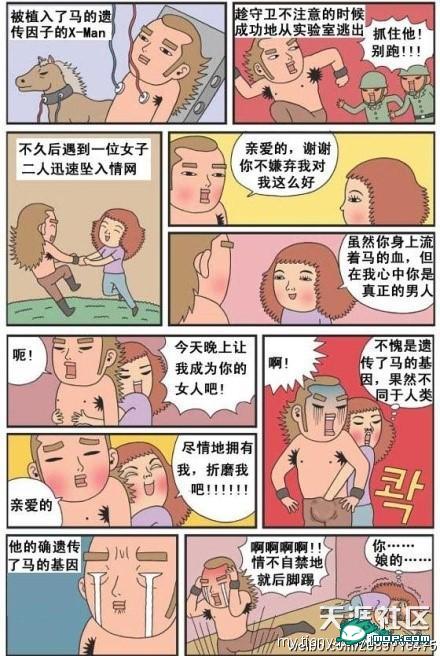 被植入了马的遗
传因子的X-Man
趁守卫不注意的时候
成功地从实验室逃出
抓住他!
别跑!!!
不久后遇到一位女子
二人迅速坠入情网
亲爱的，谢谢
你不嫌弃我对
我这么好
虽然你身上流
着马的血，但
在我心中你是
真正的男人
呃!
今天晚上让
我成为你的
女人吧!
亲爱的
尽情地拥有
我，折磨我
吧!!!!!!
啊!
不愧是遗
传了马的基
因，果然不
同于人类
콱
他的确遗传
了马的基因
啊啊啊啊!!
情不自禁地
就后脚踢
你……
娘的……
天涯社区